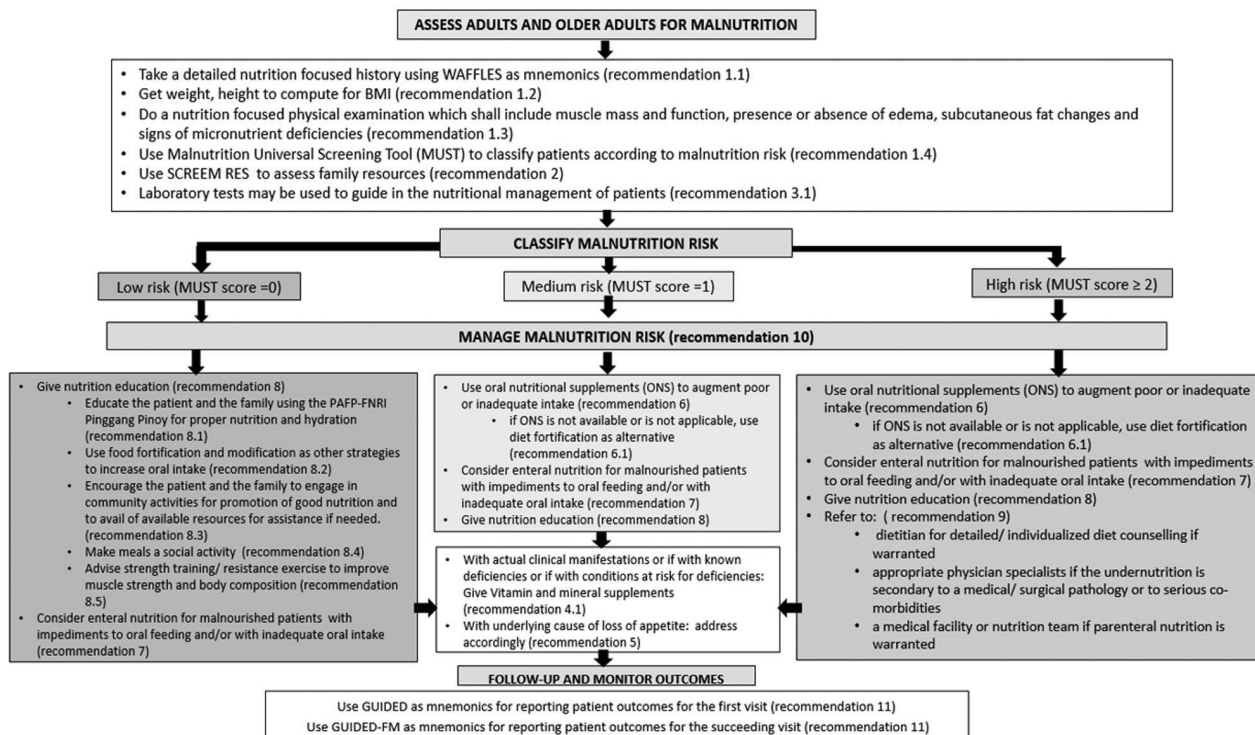 ASSESS ADULTS AND OLDER ADULTS FOR MALNUTRITION
• Take a detailed nutrition focused history using WAFFLES as mnemonics (recommendation 1.1)
• Get weight, height to compute for BMI (recommendation 1.2)
• Do a nutrition focused physical examination which shall include muscle mass and function, presence or absence of edema, subcutaneous fat changes and
signs of micronutrient deficiencies (recommendation 1.3)
• Use Malnutrition Universal Screening Tool (MUST) to classify patients according to malnutrition risk (recommendation 1.4)
• Use SCREEM RES to assess family resources (recommendation 2)
• Laboratory tests may be used to guide in the nutritional management of patients (recommendation 3.1)
CLASSIFY MALNUTRITION RISK
Low risk (MUST score =0)
Medium risk (MUST score =1)
High risk (MUST score ≥ 2)
MANAGE MALNUTRITION RISK (recommendation 10)
• Give nutrition education (recommendation 8)
• Educate the patient and the family using the PAFP-FNRI
Pinggang Pinoy for proper nutrition and hydration
(recommendation 8.1)
• Use food fortification and modification as other strategies
to increase oral intake (recommendation 8.2)
• Encourage the patient and the family to engage in
community activities for promotion of good nutrition and
to avail of available resources for assistance if needed.
(recommendation 8.3)
• Make meals a social activity (recommendation 8.4)
• Advise strength training/ resistance exercise to improve
muscle strength and body composition (recommendation
8.5)
• Consider enteral nutrition for malnourished patients with
impediments to oral feeding and/or with inadequate oral intake
(recommendation 7)
• Use oral nutritional supplements (ONS) to augment poor
or inadequate intake (recommendation 6)
• if ONS is not available or is not applicable, use
diet fortification as alternative
(recommendation 6.1)
• Consider enteral nutrition for malnourished patients
with impediments to oral feeding and/or with
inadequate oral intake (recommendation 7)
• Give nutrition education (recommendation 8)
• With actual clinical manifestations or if with known
deficiencies or if with conditions at risk for deficiencies:
Give Vitamin and mineral supplements
(recommendation 4.1)
• With underlying cause of loss of appetite: address
accordingly (recommendation 5)
• Use oral nutritional supplements (ONS) to augment poor or inadequate
intake (recommendation 6)
• if ONS is not available or is not applicable, use diet fortification
as alternative (recommendation 6.1)
• Consider enteral nutrition for malnourished patients with impediments
to oral feeding and/or with inadequate oral intake (recommendation 7)
• Give nutrition education (recommendation 8)
• Refer to: ( recommendation 9)
• dietitian for detailed/ individualized diet counselling if
warranted
• appropriate physician specialists if the undernutrition is
secondary to a medical/ surgical pathology or to serious co-
morbidities
• a medical facility or nutrition team if parenteral nutrition is
warranted
FOLLOW-UP AND MONITOR OUTCOMES
Use GUIDED as mnemonics for reporting patient outcomes for the first visit (recommendation 11)
Use GUIDED-FM as mnemonics for reporting patient outcomes for the succeeding visit (recommendation 11)